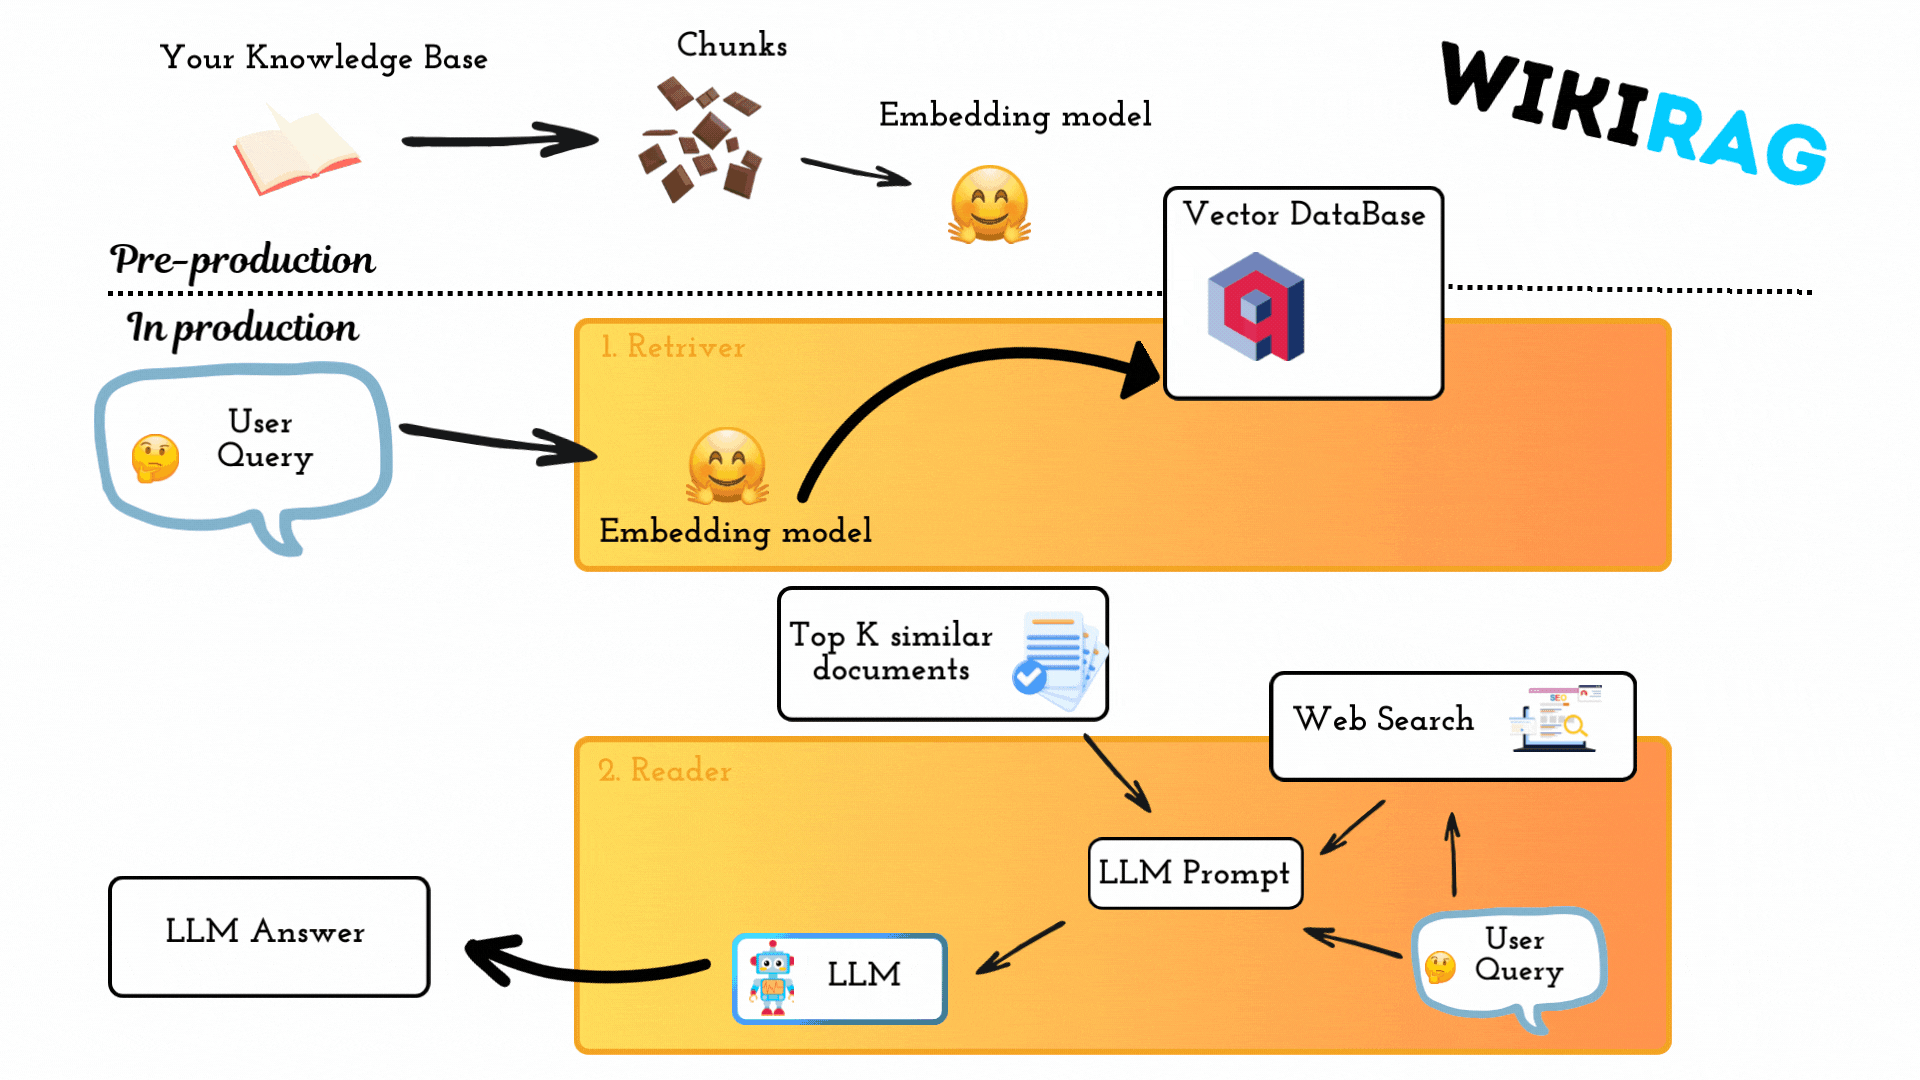 Your Knowledge Base
Chunks
Embedding model
WIKIRAG
Vector DataBase
Pre-production
In production
1. Retriver
User
Query
Embedding model
Top K similar
documents
Web Search
SEO
2. Reader
LLM Prompt
LLM Answer
LLM
User
Query